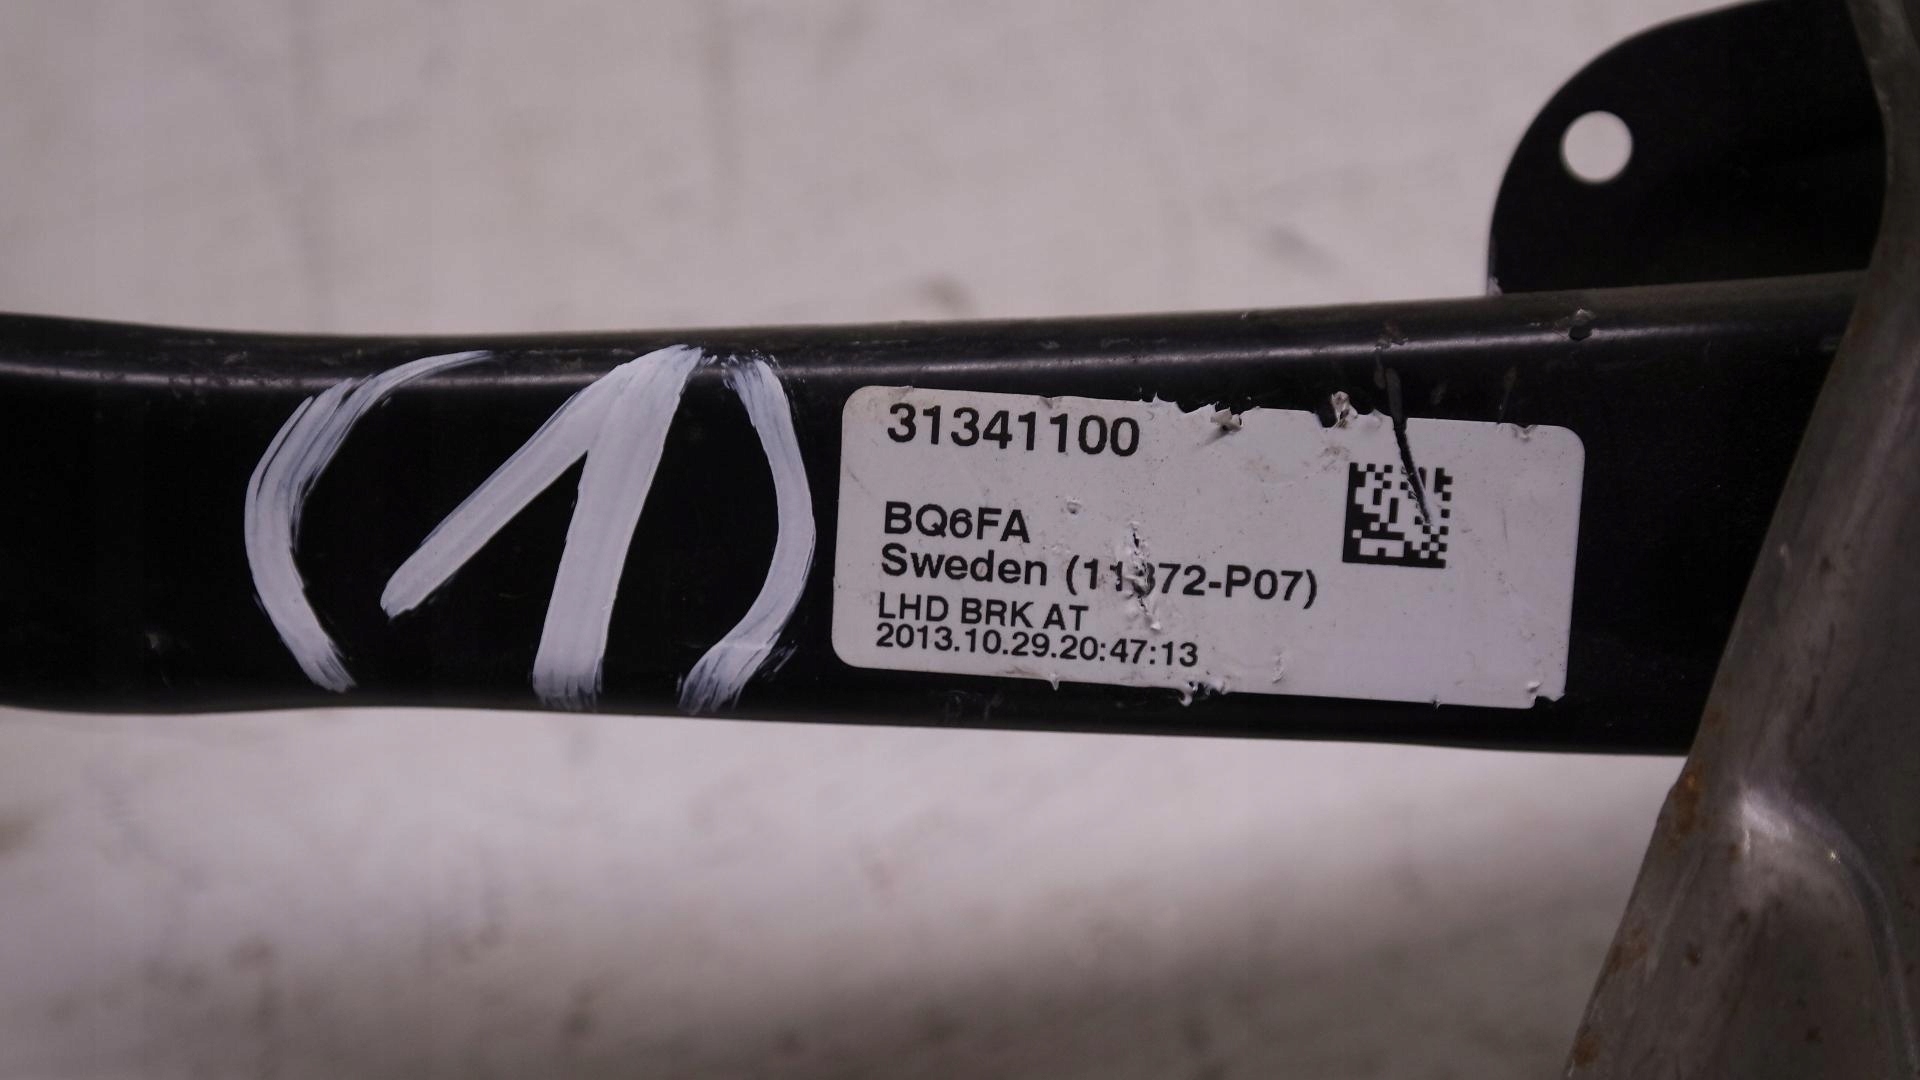 (1)
31341100
BQ6FA
Sweden
LHD BRK AT
2013.10.29.20:47:13